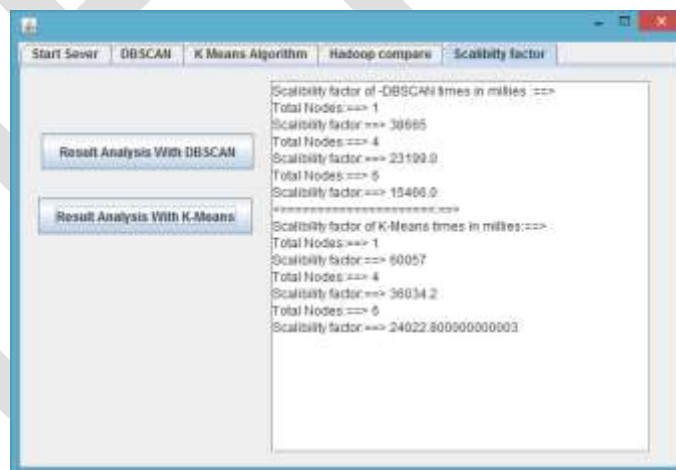 Start Sever DBSCAN K Means Algorithm Hadoop compare Scalibity factor
Result Analysis With DBSCAN
Result Analysis With K-Means
Scalibility factor of -DBSCAN times in millies ==>
Total Nodes:==> 1
Scalibility factor ==> 38665
Total Nodes:==> 4
Scalibility factor:==> 23199.0
Total Nodes:==> 6
Scalibility factor ==> 15466.0
Scalibility factor of K-Means times in millies:==>
Total Nodes:==> 1
Scalibility factor:==> 60057
Total Nodes:==> 4
Scalibility factor:==> 36034.2
Total Nodes:==> 6
Scalibility factor:==> 24022.800000000003